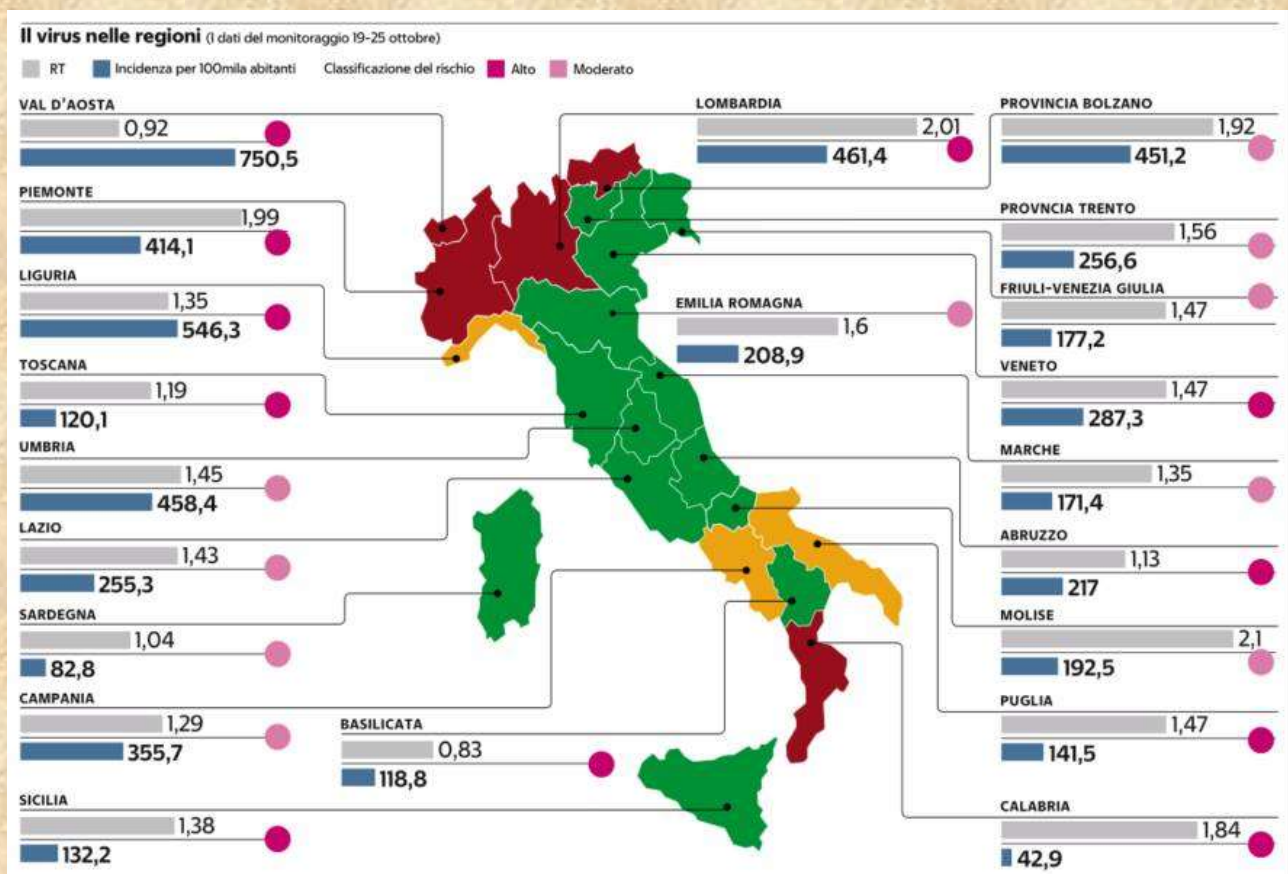 Il virus nelle regioni (I dati del monitoraggio 19-25 ottobre)
RT Incidenza per 100mila abitanti Classificazione del rischio Alto Moderato
VAL D'AOSTA
0,92
750,5
PIEMONTE
1,99
414,1
LIGURIA
1,35
546,3
TOSCANA
1,19
120,1
UMBRIA
1,45
458,4
LAZIO
1,43
255,3
SARDEGNA
1,04
82,8
CAMPANIA
1,29
355,7
SICILIA
1,38
132,2
BASILICATA
0,83
118,8
LOMBARDIA
2,01
461,4
EMILIA ROMAGNA
1,6
208,9
PROVINCIA BOLZANO
1,92
451,2
PROVNCIA TRENTO
1,56
256,6
FRIULI-VENEZIA GIULIA
1,47
177,2
VENETO
1,47
287,3
MARCHE
1,35
171,4
ABRUZZO
1,13
217
MOLISE
2,1
192,5
PUGLIA
1,47
141,5
CALABRIA
1,84
42,9